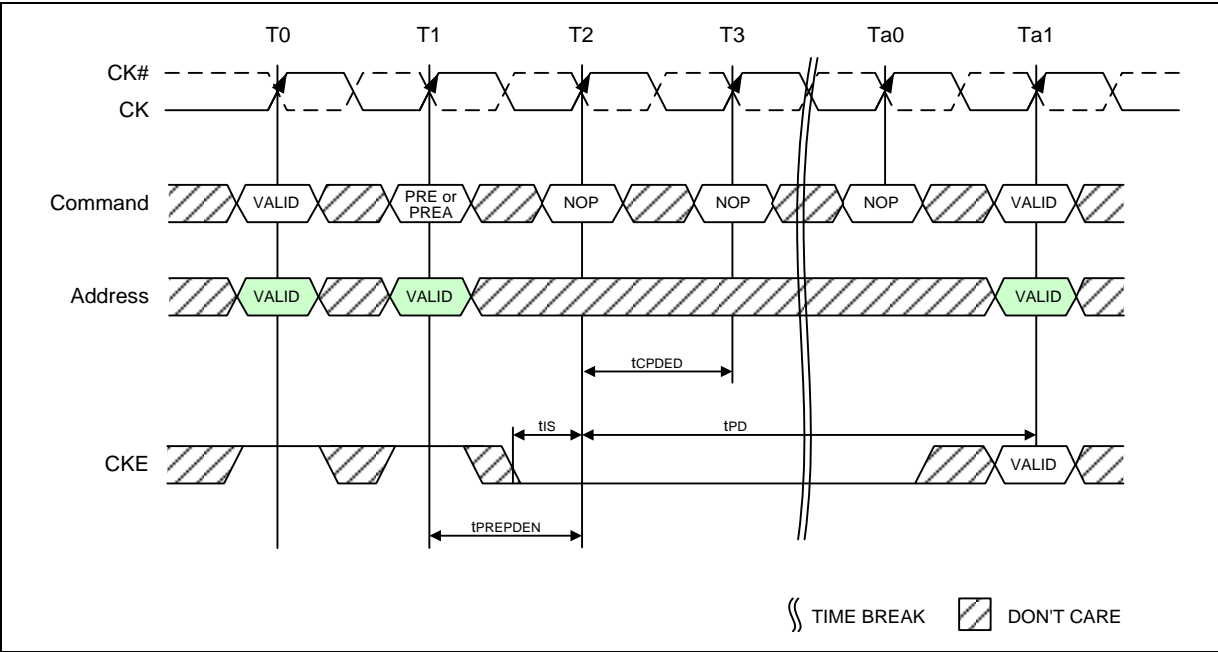 T0 T1 T2 T3 Ta0 Ta1
CK#
CK
Command VALID PRE or PREA NOP NOP NOP VALID
Address VALID VALID VALID
tCPDED
tIS tPD
CKE VALID
tPREPDEN
TIME BREAK DON'T CARE